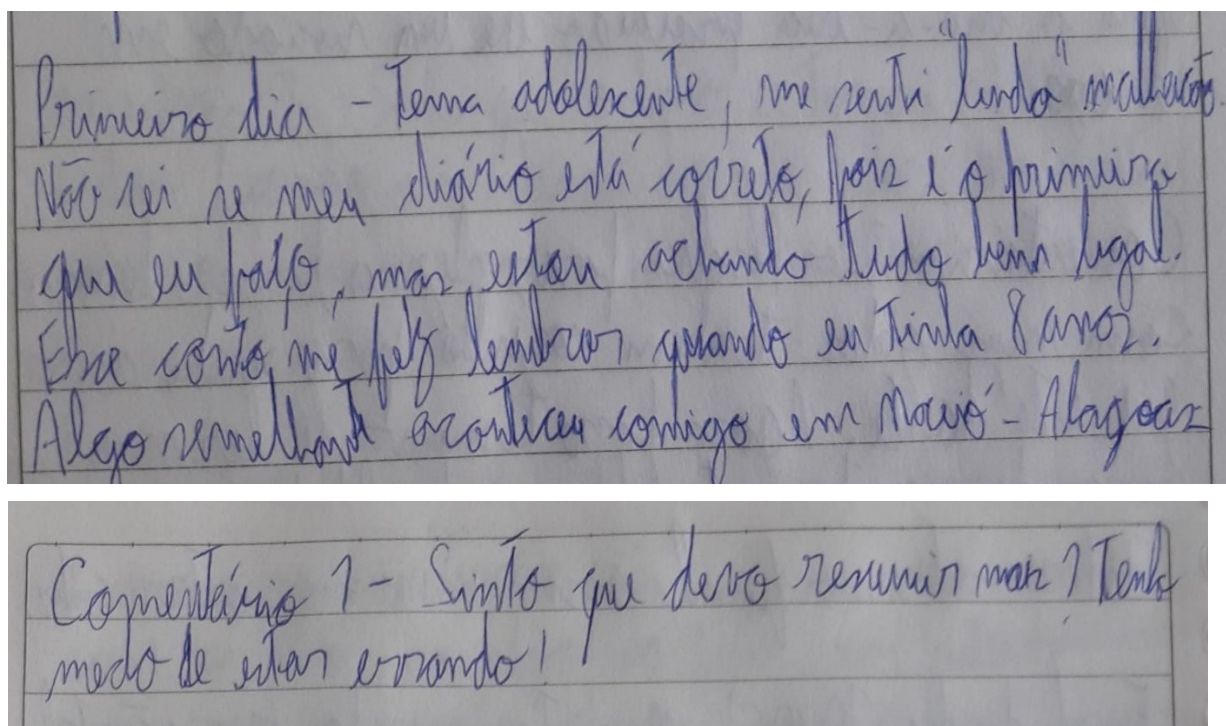 Primeiro dia - Tema adolescente, me senti "lendo" malhação.
Não sei se meu diário está correto, pois é o primeiro
que eu faço, mas estou achando tudo bem legal.
Esse conto me fez lembrar quando eu tinha 8 anos.
Algo semelhante aconteceu comigo em Maceió - Alagoas
Comentário 1 - Sinto que devo resumir mais? Tenho
medo de estar errando!